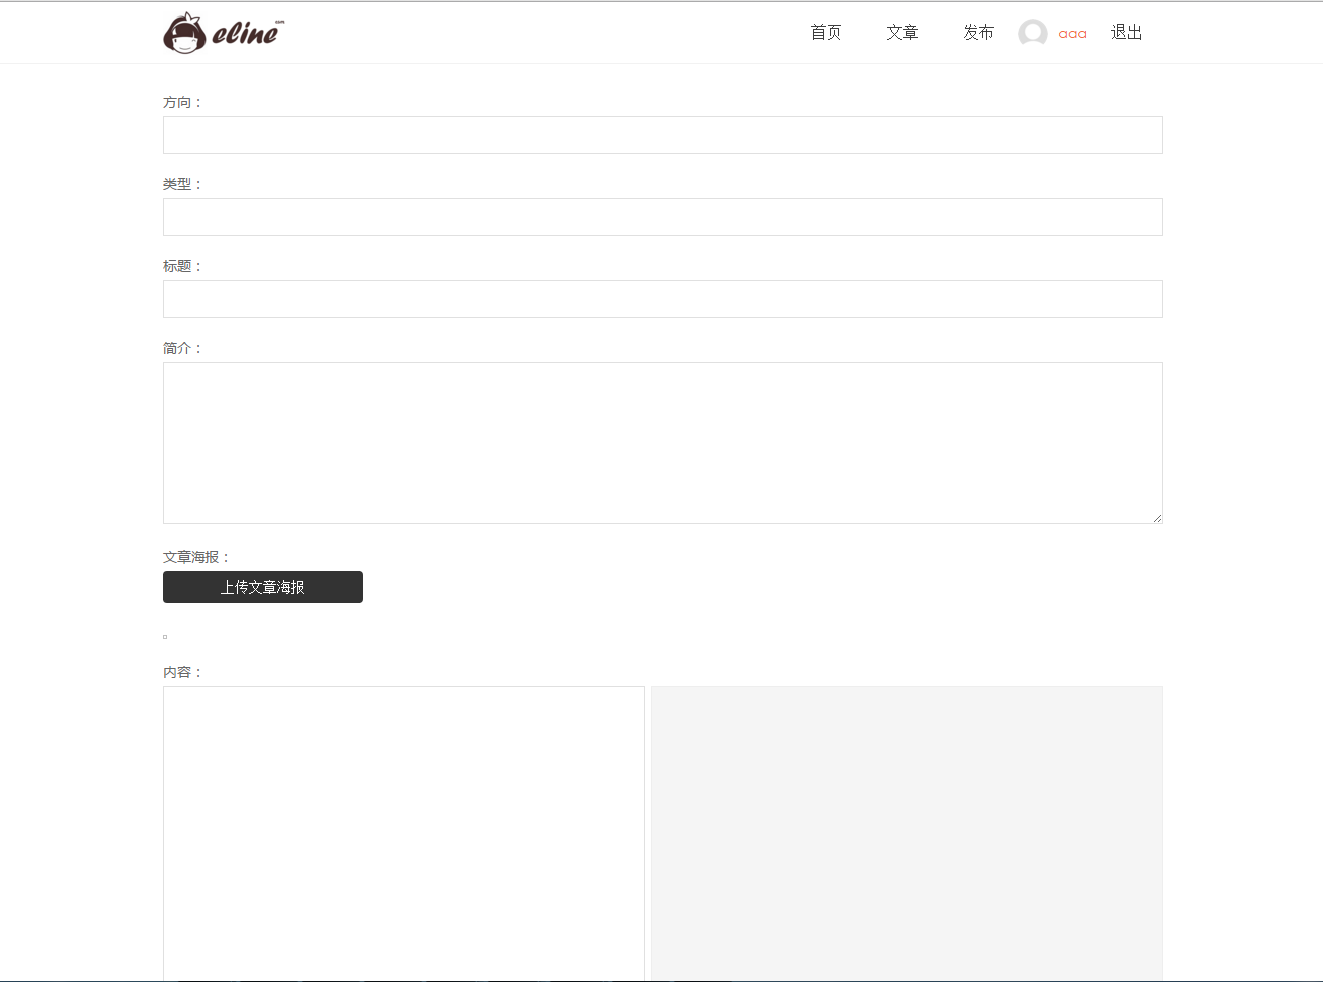 eline
首页 文章 发布 aaa 退出
方向：
类型：
标题：
简介：
文章海报：
上传文章海报
内容：